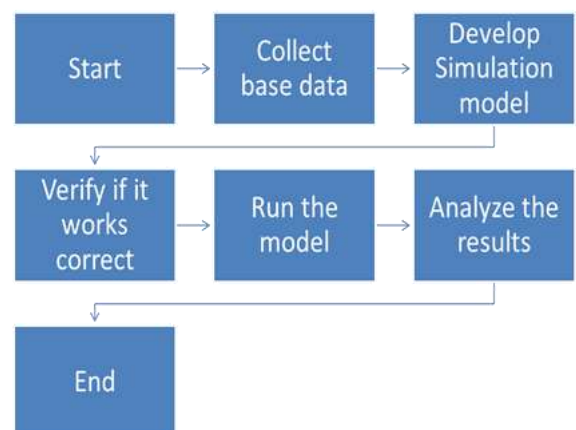 Start
Collect
base data
Develop
Simulation
model
Verify if it
works
correct
Run the
model
Analyze the
results
End